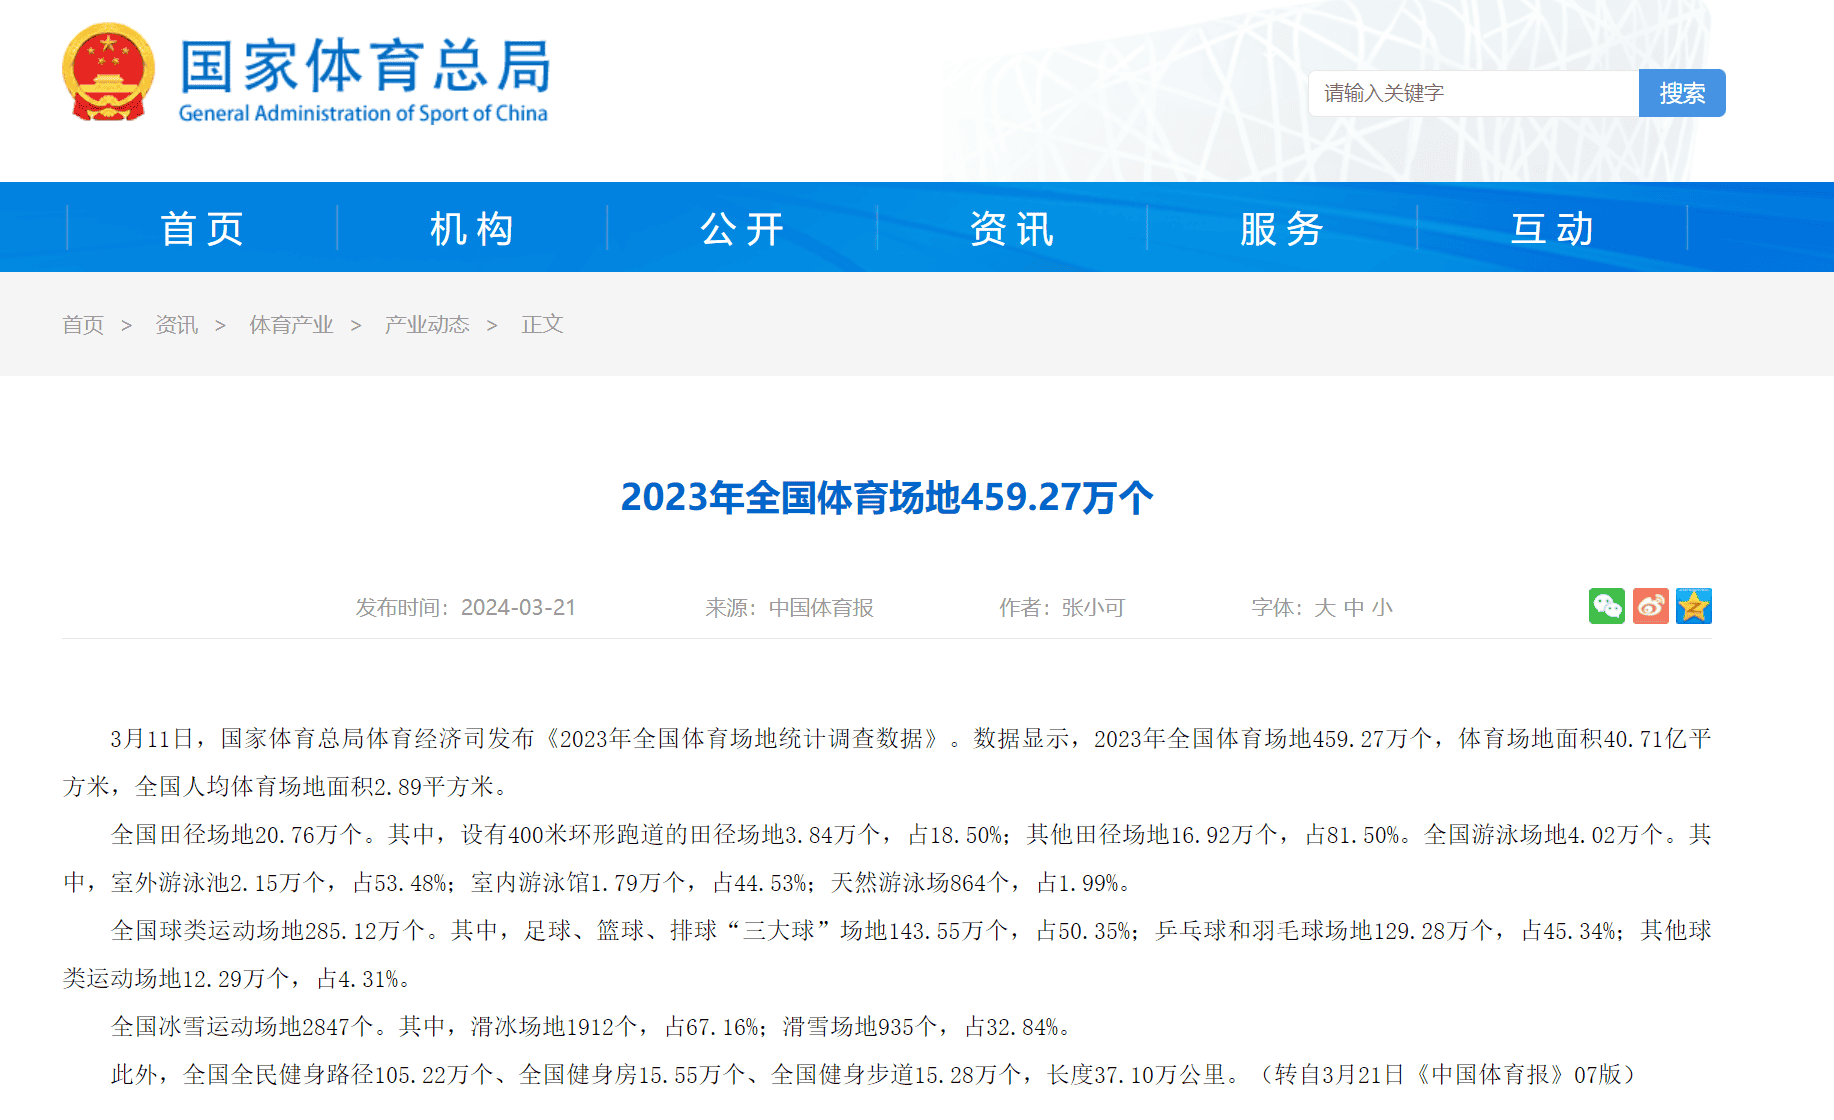 国家体育总局
General Administration of Sport of China
请输入关键字 搜索
首页 机构 公开 资讯 服务 互动
首页 > 资讯 > 体育产业 > 产业动态 > 正文
2023年全国体育场地459.27万个
发布时间：2024-03-21 来源：中国体育报 作者：张小可 字体：大 中 小
3月11日，国家体育总局体育经济司发布《2023年全国体育场地统计调查数据》。数据显示，2023年全国体育场地459.27万个，体育场地面积40.71亿平
方米，全国人均体育场地面积2.89平方米。
全国田径场地20.76万个。其中，设有400米环形跑道的田径场地3.84万个，占18.50%；其他田径场地16.92万个，占81.50%。全国游泳场地4.02万个。其
中，室外游泳池2.15万个，占53.48%；室内游泳馆1.79万个，占44.53%；天然游泳场864个，占1.99%。
全国球类运动场地285.12万个。其中，足球、篮球、排球“三大球”场地143.55万个，占50.35%；乒乓球和羽毛球场地129.28万个，占45.34%；其他球
类运动场地12.29万个，占4.31%。
全国冰雪运动场地2847个。其中，滑冰场地1912个，占67.16%；滑雪场地935个，占32.84%。
此外，全国全民健身路径105.22万个、全国健身房15.55万个、全国健身步道15.28万个，长度37.10万公里。（转自3月21日《中国体育报》07版）